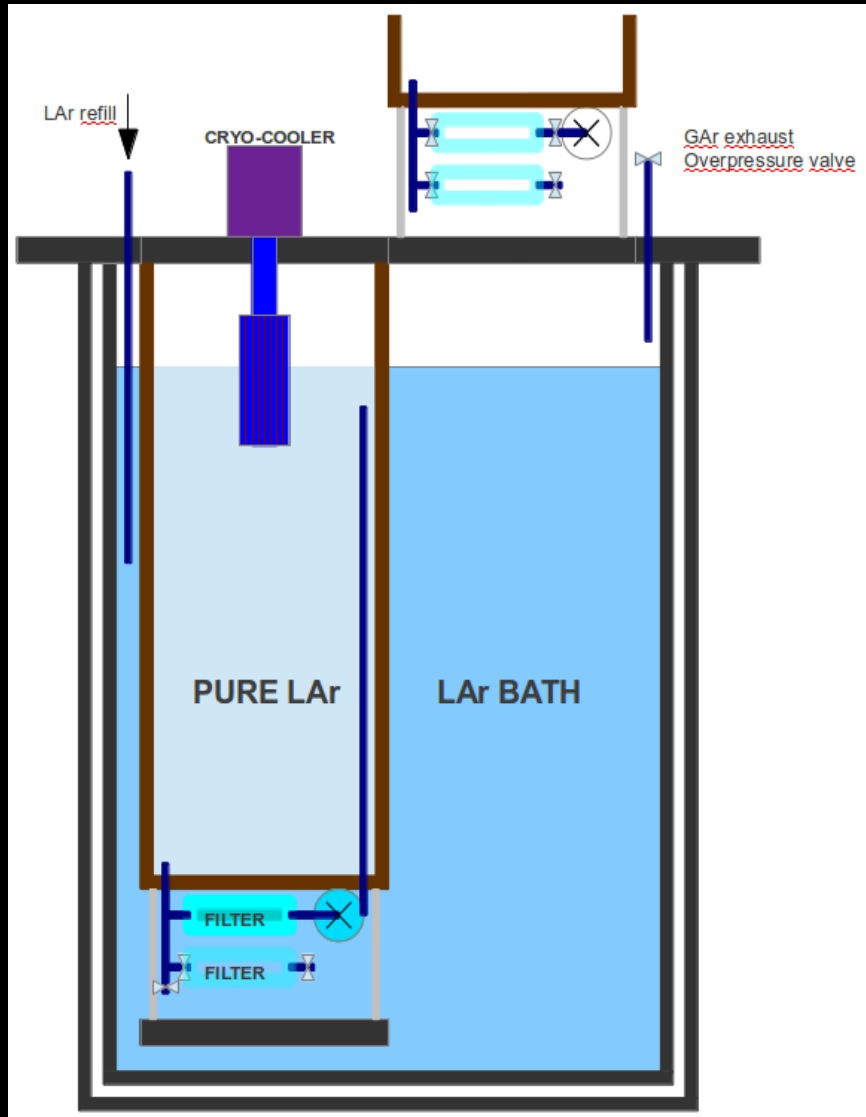 LAr refill
CRYO-COOLER
GAr exhaust
Overpressure valve
PURE LAr
LAr BATH
FILTER
FILTER